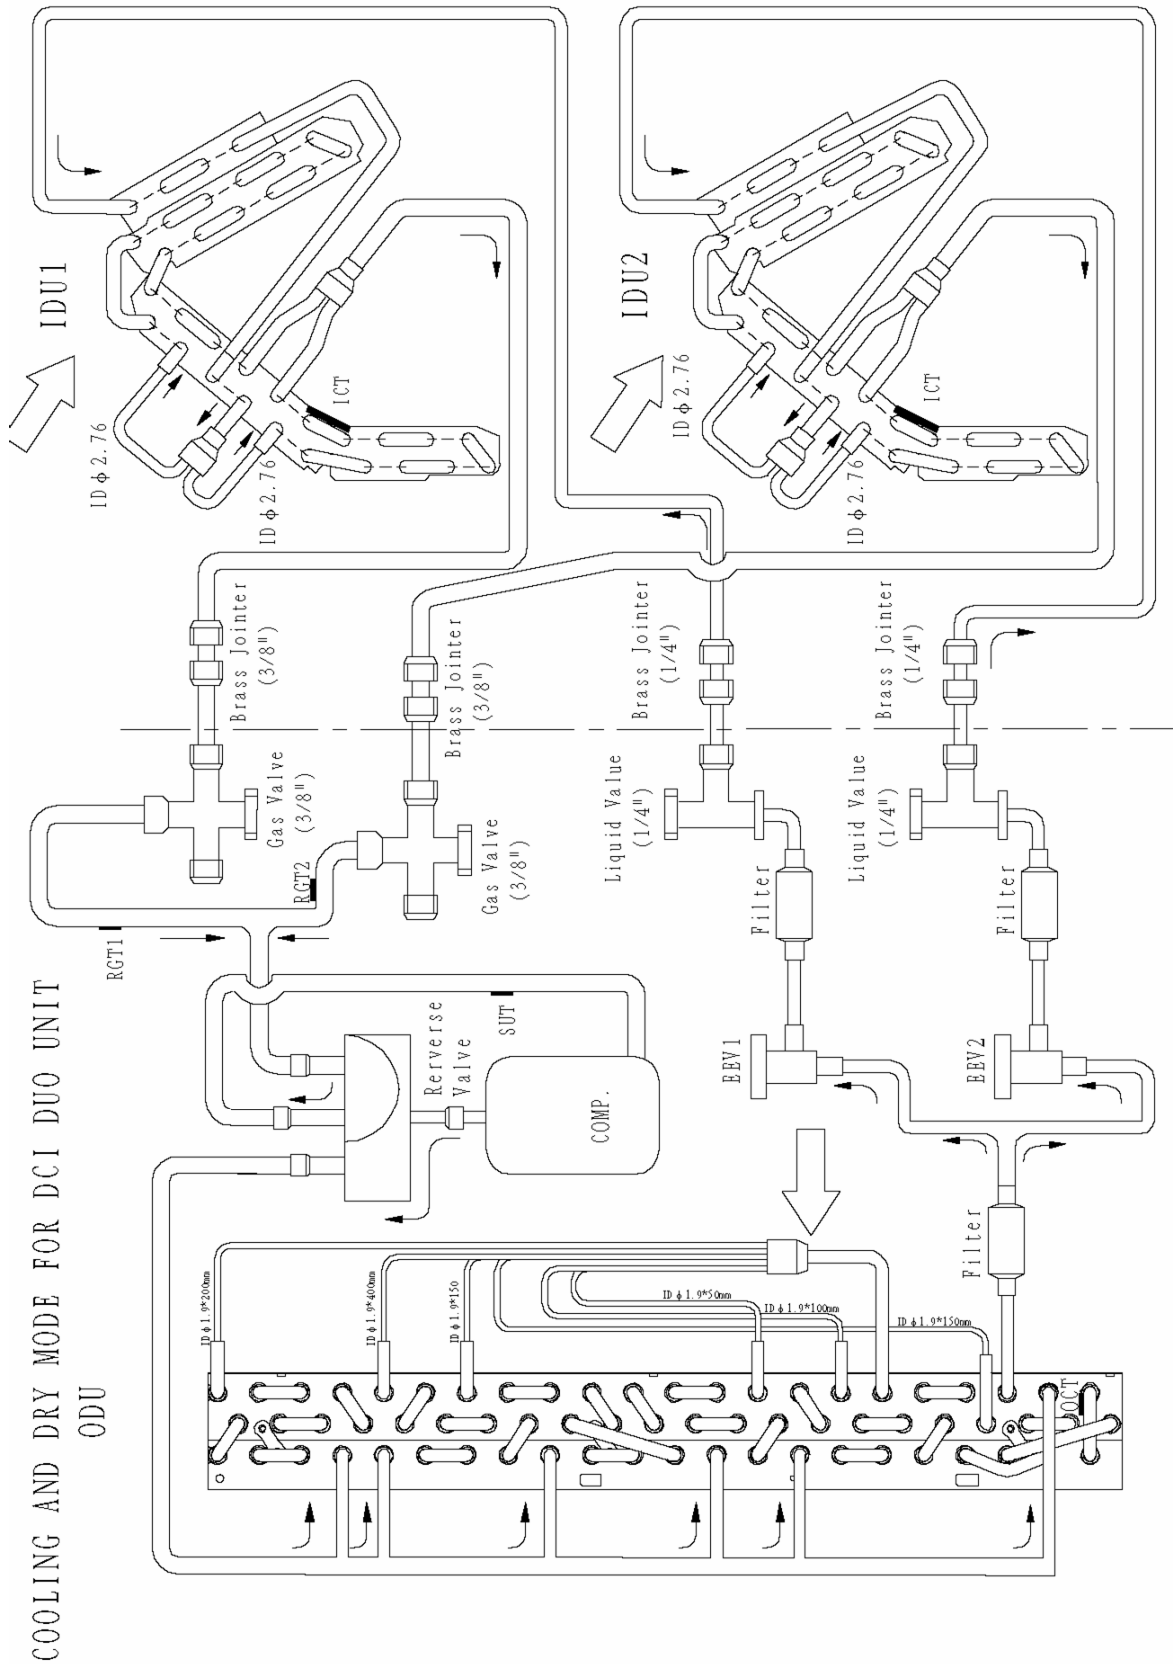 COOLING AND DRY MODE FOR DCI DUO UNIT
ODU
IDU1
IDU2
ID ϕ 2.76
ID ϕ 2.76
ICT
ID ϕ 2.76
ID ϕ 2.76
ICT
Brass Jointer
(3/8")
Brass Jointer
(3/8")
Brass Jointer
(1/4")
Brass Jointer
(1/4")
Gas Valve
(3/8")
Gas Valve
(3/8")
Liquid Value
(1/4")
Liquid Value
(1/4")
RGT1
RGT2
Filter
Filter
SUT
Rerverse
Valve
COMP.
EEV1
EEV2
Filter
ID ϕ 1.9*200mm
ID ϕ 1.9*400mm
ID ϕ 1.9*150
ID ϕ 1.9*50mm
ID ϕ 1.9*100mm
ID ϕ 1.9*150mm
OCT